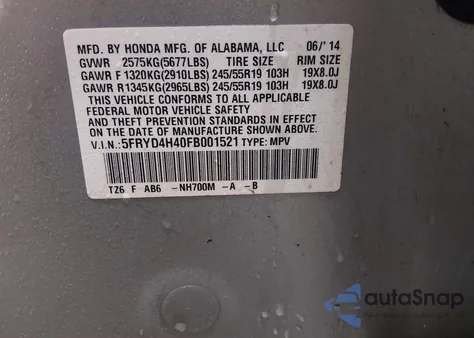 MFD. BY HONDA MFG. OF ALABAMA, LLC 06/'14
GVWR 2575KG(5677LBS) TIRE SIZE RIM SIZE
GAWR F 1320KG(2910LBS) 245/55R19 103H 19X8.0J
GAWR R 1345KG(2965LBS) 245/55R19 103H 19X8.0J
THIS VEHICLE CONFORMS TO ALL APPLICABLE
FEDERAL MOTOR VEHICLE SAFETY
AND THEFT PREVENTION STANDARDS IN EFFECT
ON THE DATE OF MANUFACTURE SHOWN ABOVE.
V.I.N.: 5FRYD4H40FB001521 TYPE: MPV
TZ6 F AB6 -NH700M -A -B
autoSnap